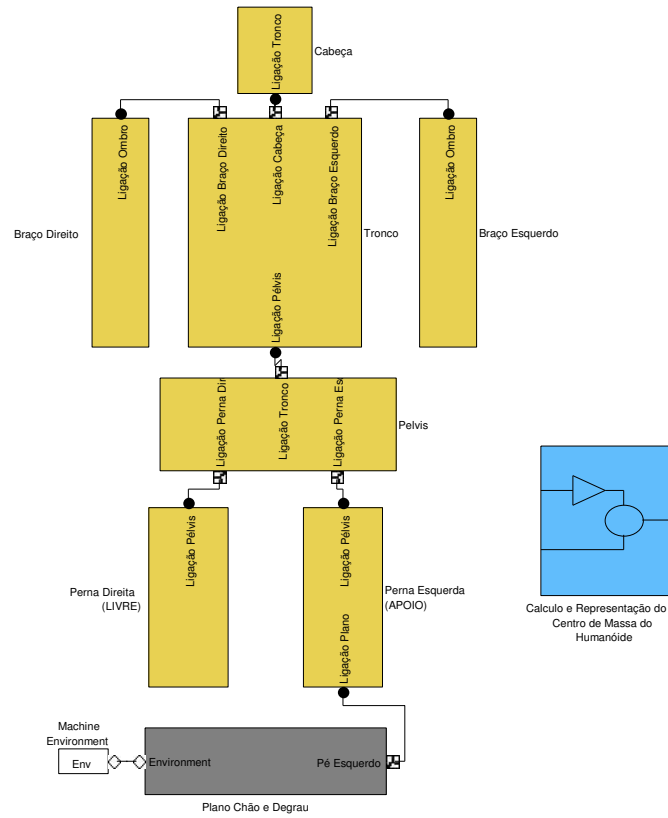 Ligação Tronco
Cabeça
Ligação Ombro
Ligação Braço Direito
Ligação Cabeça
Ligação Braço Esquerdo
Ligação Ombro
Braço Direito
Tronco
Braço Esquerdo
Ligação Pélvis
Ligação Perna Dir
Ligação Tronco
Ligação Perna Es
Pelvis
Ligação Pélvis
Ligação Pélvis
Perna Direita
(LIVRE)
Perna Esquerda
(APOIO)
Ligação Plano
Calculo e Representação do
Centro de Massa do
Humanóide
Machine
Environment
Env
Environment
Pé Esquerdo
Plano Chão e Degrau